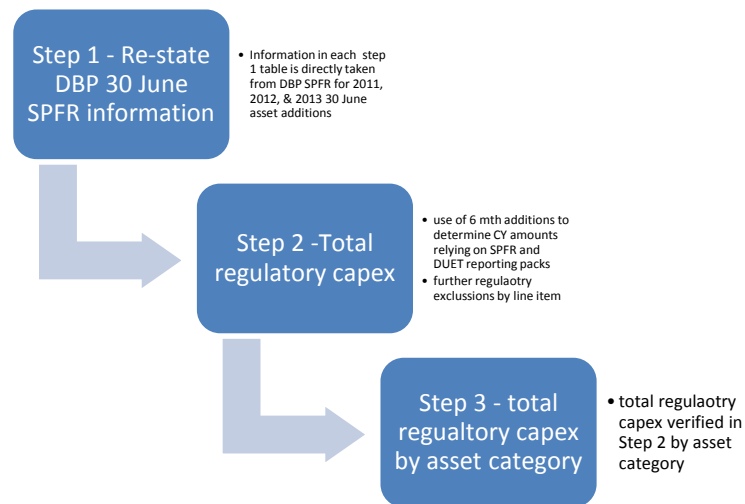 Step 1 - Re-state
DBP 30 June
SPFR information
• Information in each step
1 table is directly taken
from DBP SPFR for 2011,
2012, & 2013 30 June
asset additions
Step 2 -Total
regulatory capex
• use of 6 mth additions to
determine CY amounts
relying on SPFR and
DUET reporting packs
• further regulaotry
exclussions by line item
Step 3 - total
regualtory capex
by asset category
• total regulaotry
capex verified in
Step 2 by asset
category